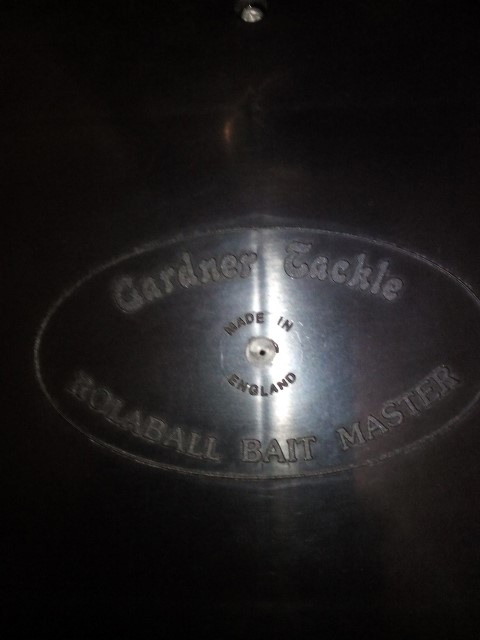 Gardner Tackle
MADE IN
ENGLAND
ROLABALL BAIT MASTER